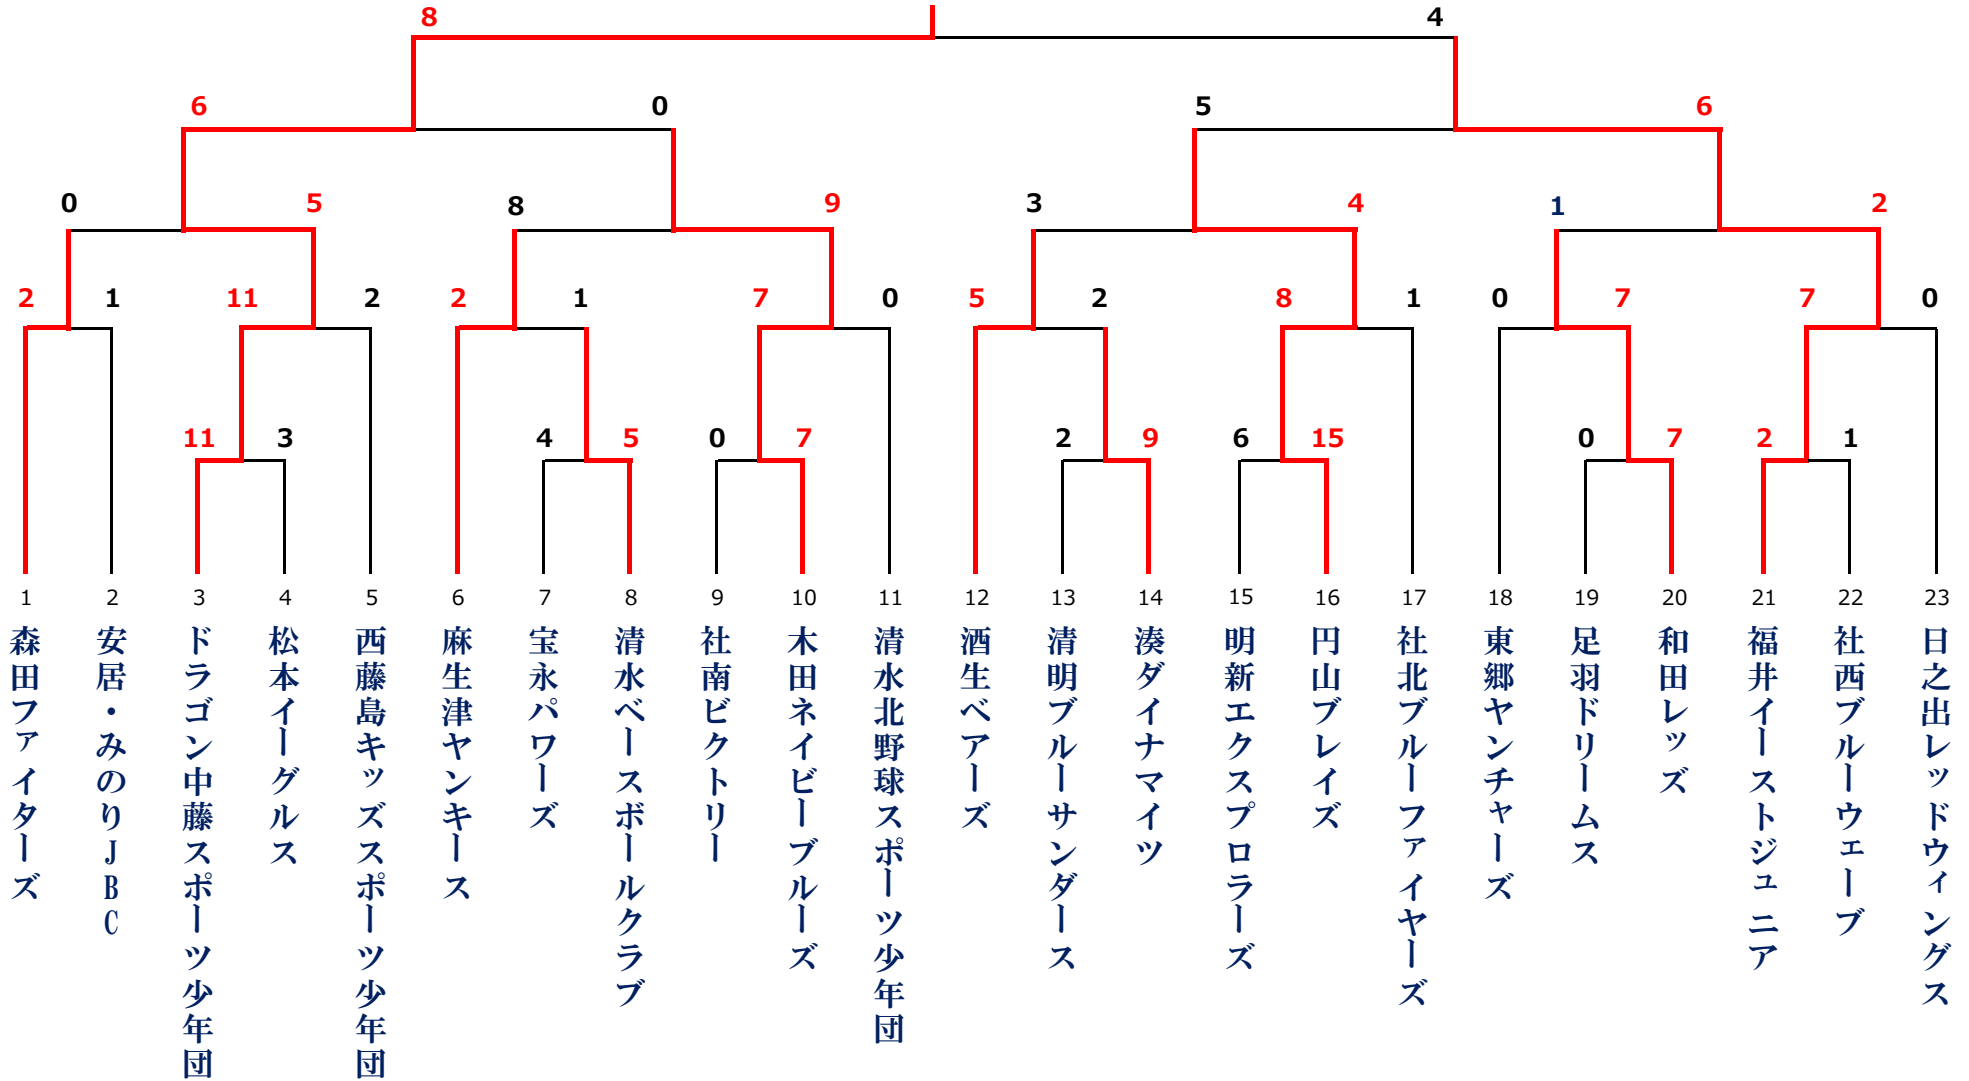 8 4
6 0 5 6
0 5 8 9 3 4 1 2
2 1 11 2 2 1 7 0 5 2 8 1 0 7 7 0
11 3 4 5 0 7 2 9 6 15 0 7 2 1
1 2 3 4 5 6 7 8 9 10 11 12 13 14 15 16 17 18 19 20 21 22 23
森田ファイターズ
安居・みのりJBC
ドラゴン中藤スポーツ少年団
松本イーグルス
西藤島キッズスポーツ少年団
麻生津ヤンキース
宝永パワーズ
清水ベースボールクラブ
社南ビクトリー
木田ネイビーブルーズ
清水北野球スポーツ少年団
酒生ベアーズ
清明ブルーサンダース
湊ダイナマイツ
明新エクスプロラーズ
円山ブレイズ
社北ブルーファイヤーズ
東郷ヤンチャーズ
足羽ドリームス
和田レッズ
福井イーストジュニア
社西ブルーウェーブ
日之出レッドウィングス